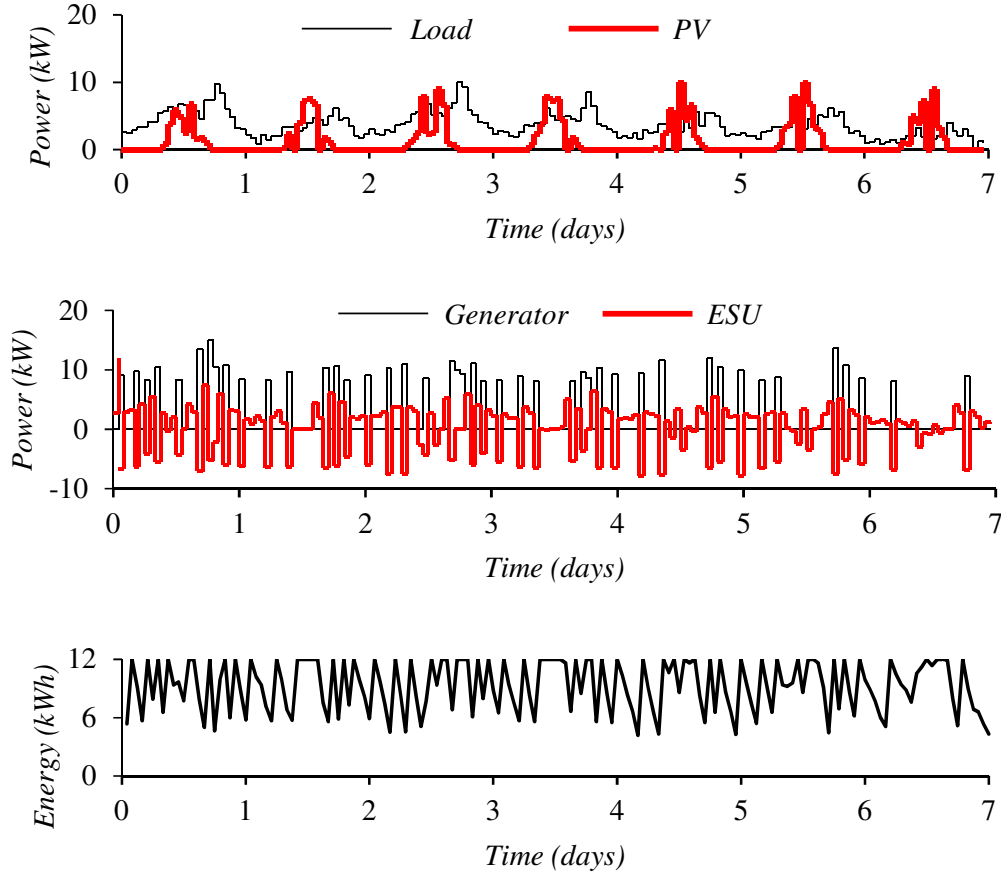 20
Load PV
Power (kW)
10
0
0 1 2 3 4 5 6 7
Time (days)
20
Generator ESU
Power (kW)
10
0
-10
0 1 2 3 4 5 6 7
Time (days)
12
Energy (kWh)
6
0
0 1 2 3 4 5 6 7
Time (days)